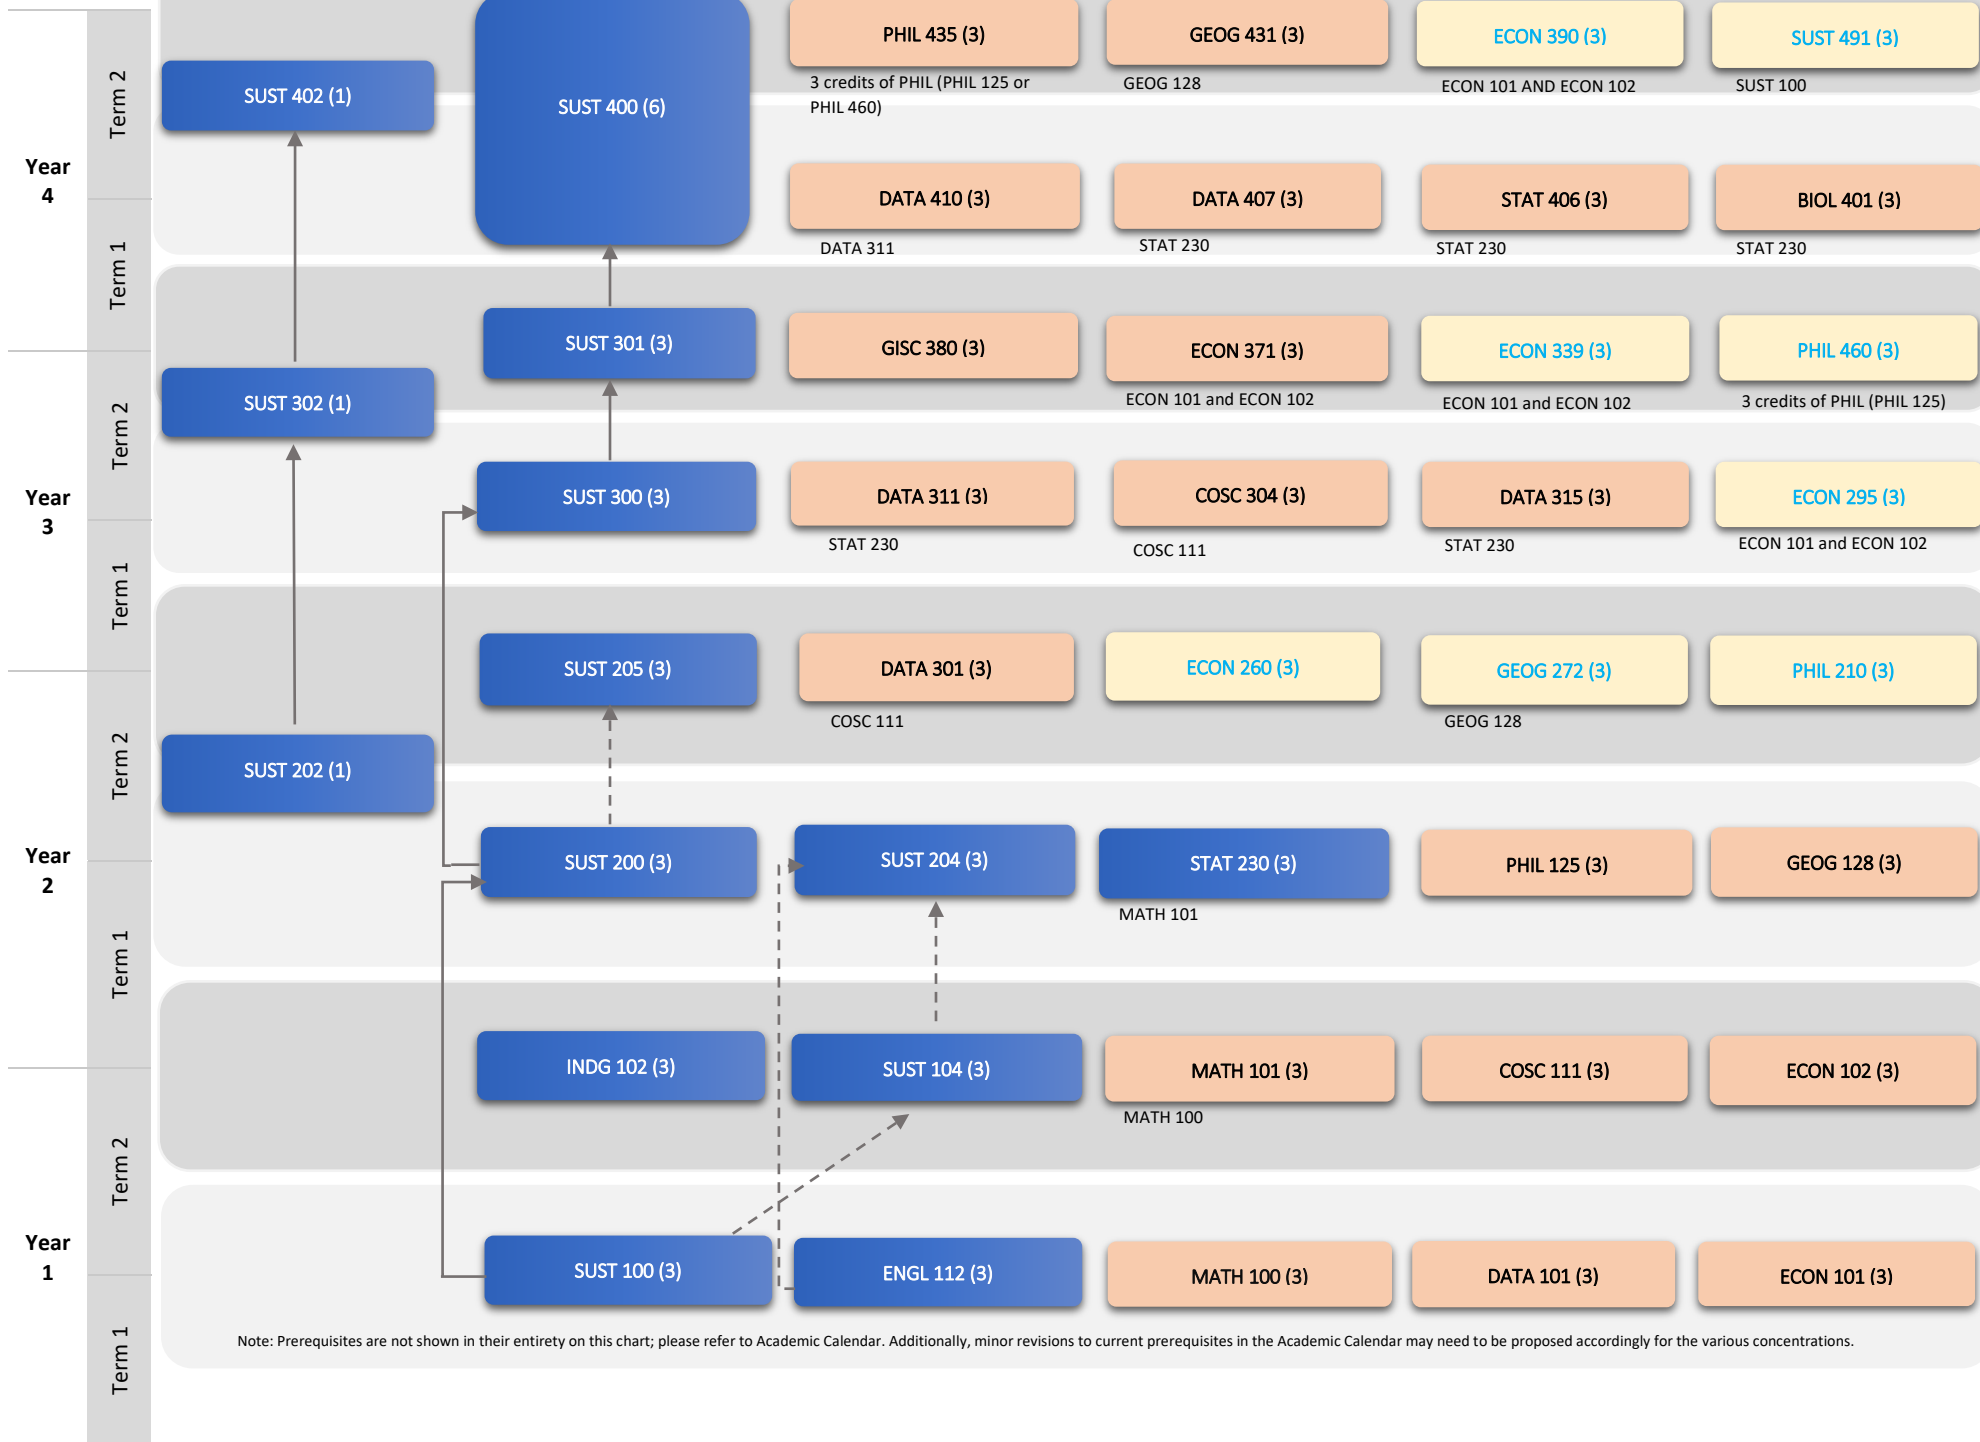 PHIL 435 (3)
GEOG 431 (3)
ECON 390 (3)
SUST 491 (3)
3 credits of PHIL (PHIL 125 or
PHIL 460)
GEOG 128
ECON 101 AND ECON 102
SUST 100
Term 2
SUST 402 (1)
SUST 400 (6)
Year
4
DATA 410 (3)
DATA 407 (3)
STAT 406 (3)
BIOL 401 (3)
DATA 311
STAT 230
STAT 230
STAT 230
Term 1
SUST 301 (3)
GISC 380 (3)
ECON 371 (3)
ECON 339 (3)
PHIL 460 (3)
ECON 101 and ECON 102
ECON 101 and ECON 102
3 credits of PHIL (PHIL 125)
SUST 302 (1)
Term 2
Year
3
SUST 300 (3)
DATA 311 (3)
COSC 304 (3)
DATA 315 (3)
ECON 295 (3)
STAT 230
COSC 111
STAT 230
ECON 101 and ECON 102
Term 1
SUST 205 (3)
DATA 301 (3)
ECON 260 (3)
GEOG 272 (3)
PHIL 210 (3)
COSC 111
GEOG 128
Term 2
SUST 202 (1)
Year
2
SUST 200 (3)
SUST 204 (3)
STAT 230 (3)
PHIL 125 (3)
GEOG 128 (3)
MATH 101
Term 1
INDG 102 (3)
SUST 104 (3)
MATH 101 (3)
COSC 111 (3)
ECON 102 (3)
MATH 100
Term 2
Year
1
SUST 100 (3)
ENGL 112 (3)
MATH 100 (3)
DATA 101 (3)
ECON 101 (3)
Term 1
Note: Prerequisites are not shown in their entirety on this chart; please refer to Academic Calendar. Additionally, minor revisions to current prerequisites in the Academic Calendar may need to be proposed accordingly for the various concentrations.